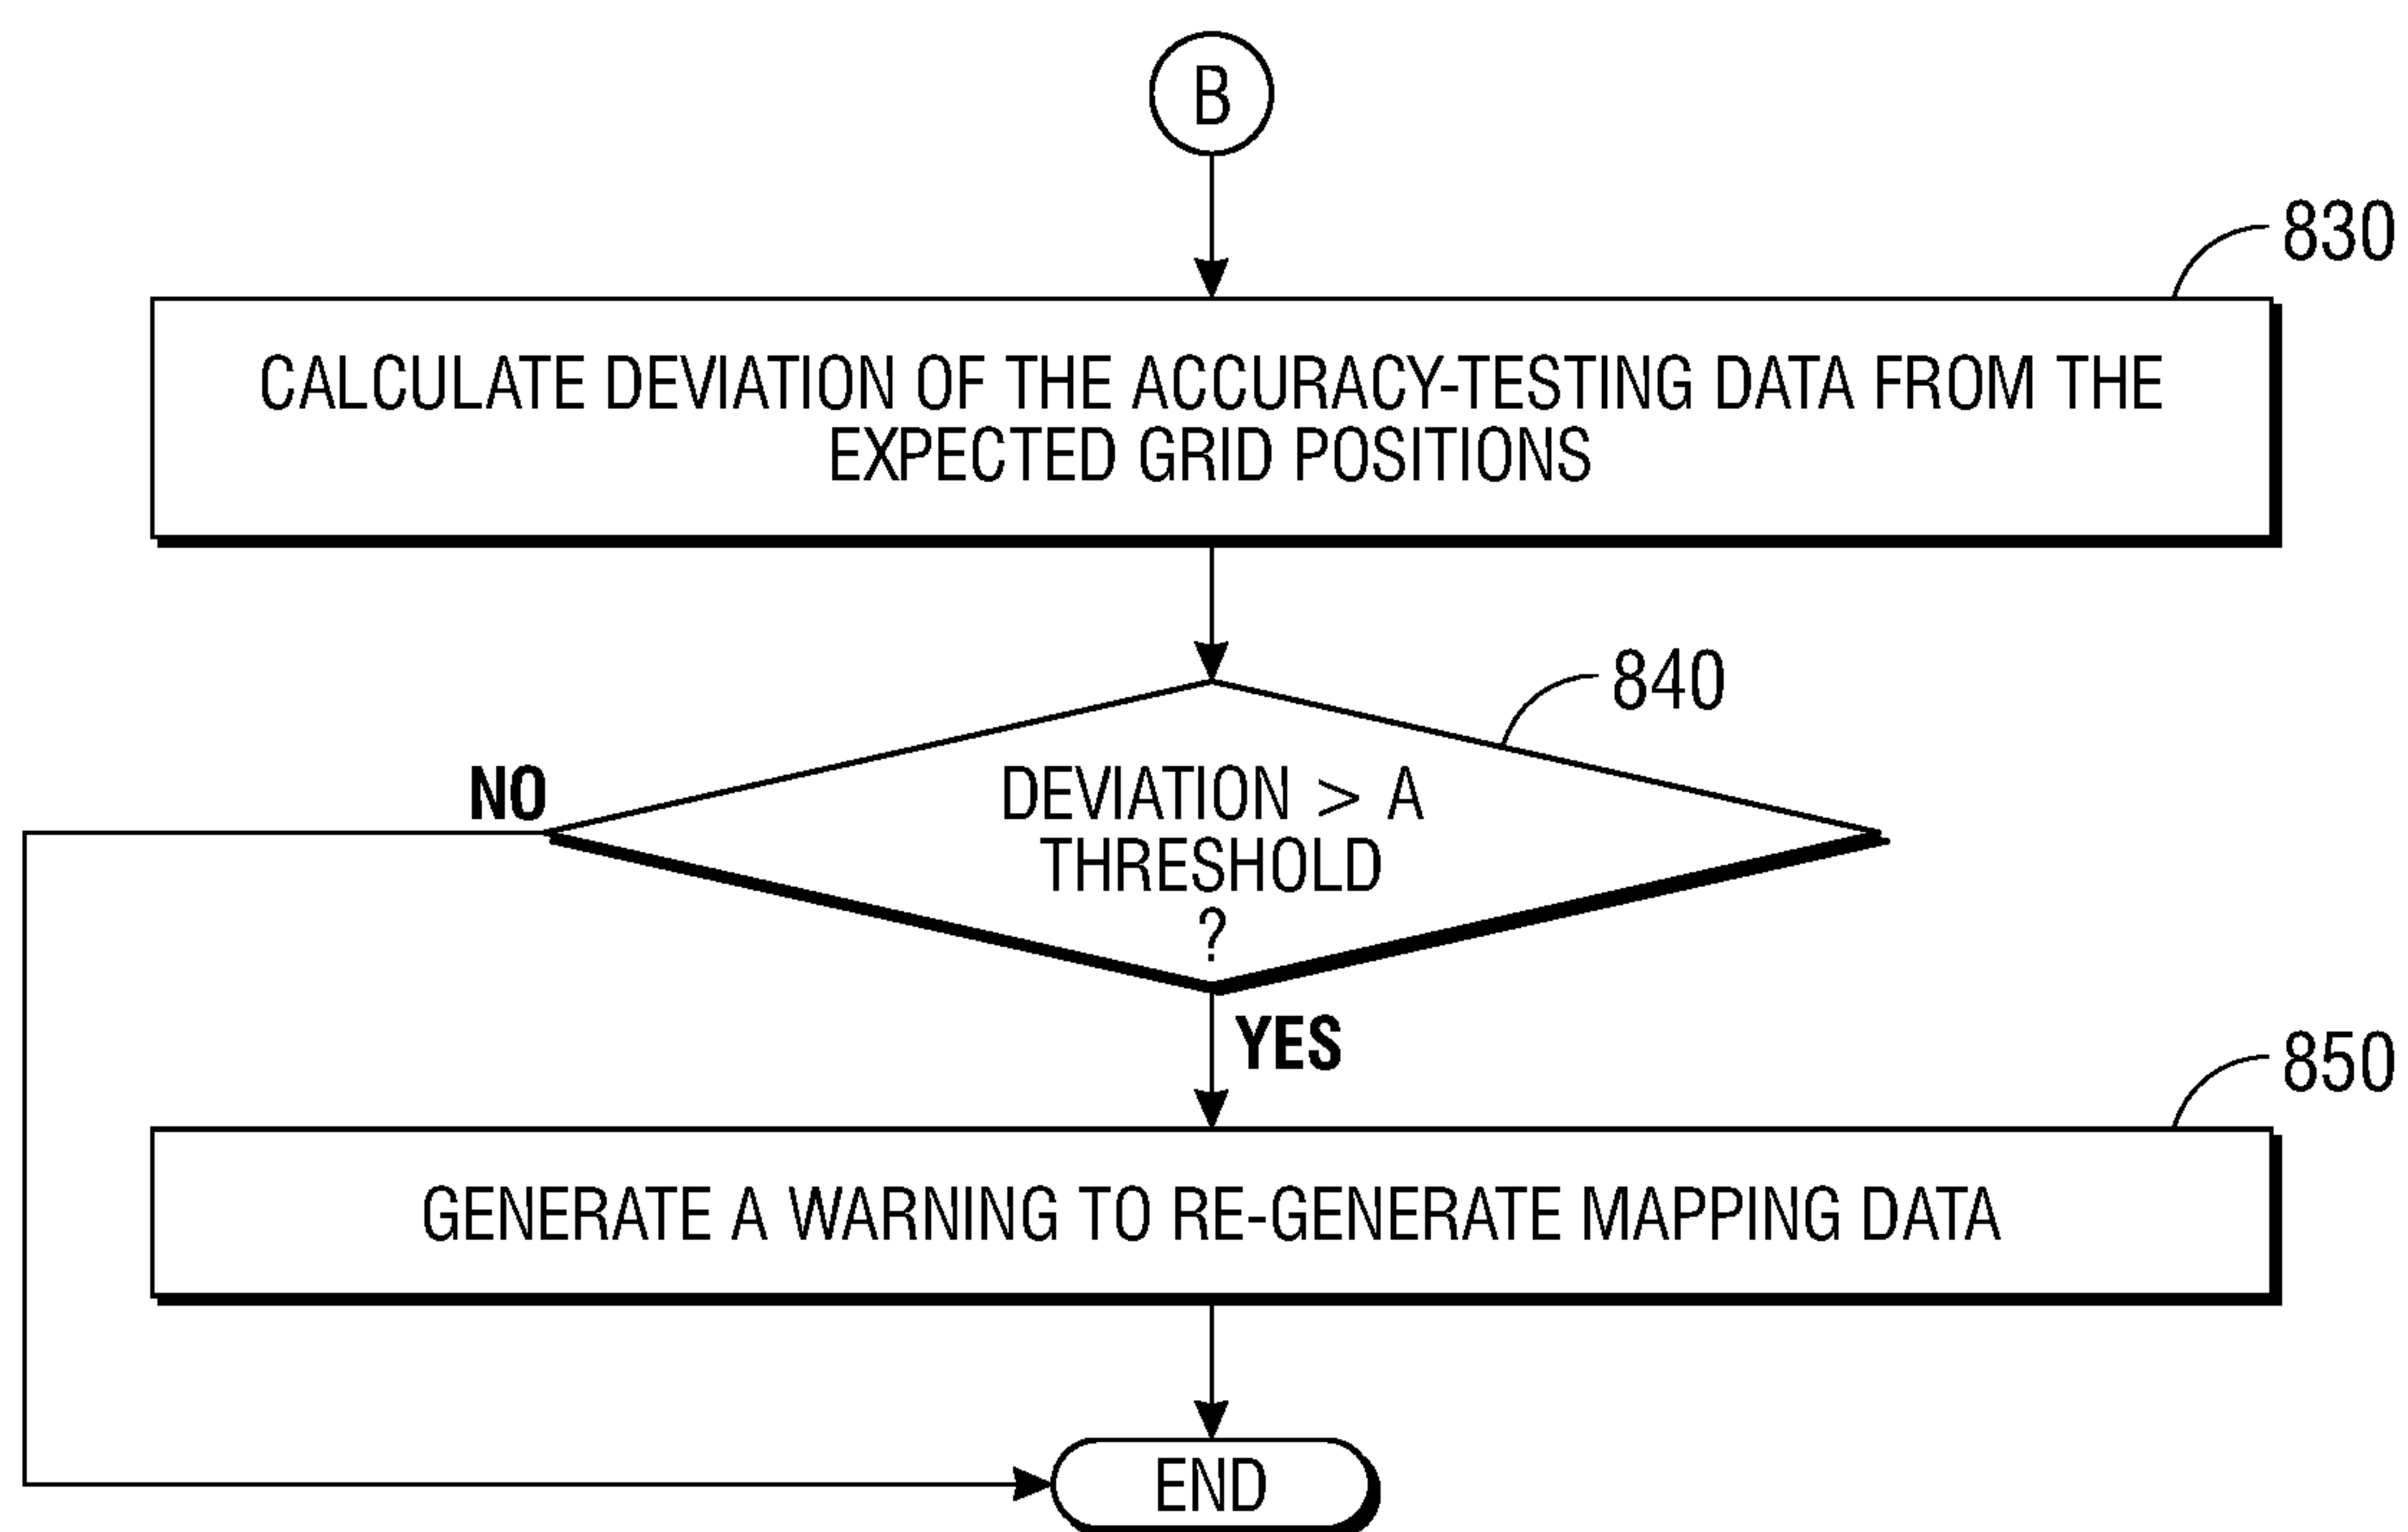 B
830
CALCULATE DEVIATION OF THE ACCURACY-TESTING DATA FROM THE
EXPECTED GRID POSITIONS
840
NO
DEVIATION > A
THRESHOLD
?
YES
850
GENERATE A WARNING TO RE-GENERATE MAPPING DATA
END